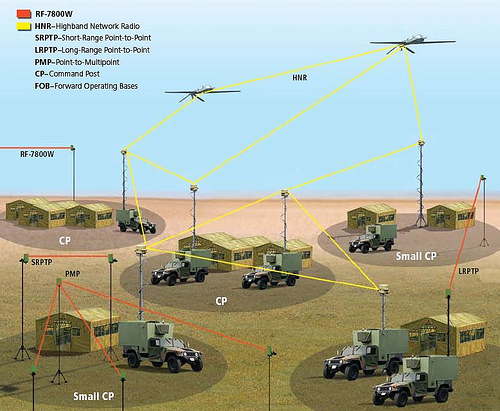 RF-7800W
HNR–Highband Network Radio
SRPTP–Short-Range Point-to-Point
LRPTP–Long-Range Point-to-Point
PMP–Point-to-Multipoint
CP–Command Post
FOB–Forward Operating Bases
HNR
RF-7800W
CP
Small CP
SRPTP
PMP
LRPTP
CP
Small CP